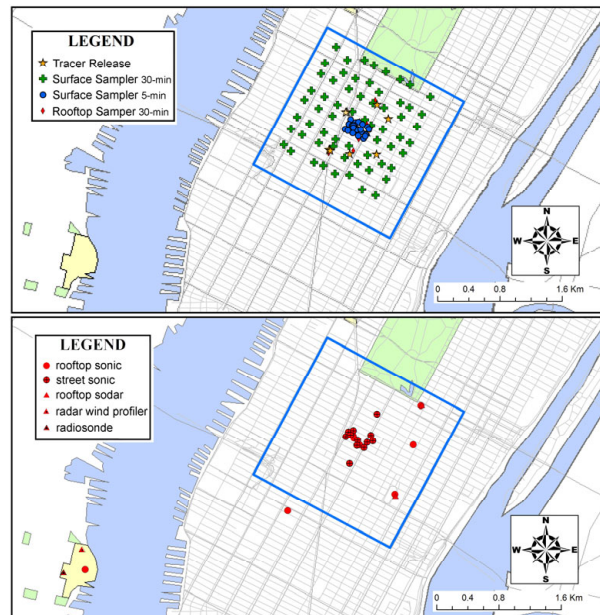 LEGEND
Tracer Release
Surface Sampler 30-min
Surface Sampler 5-min
Rooftop Samper 30-min
N
W E
S
0 0.4 0.8 1.6 Km
LEGEND
rooftop sonic
street sonic
rooftop sodar
radar wind profiler
radiosonde
N
W E
S
0 0.4 0.8 1.6 Km